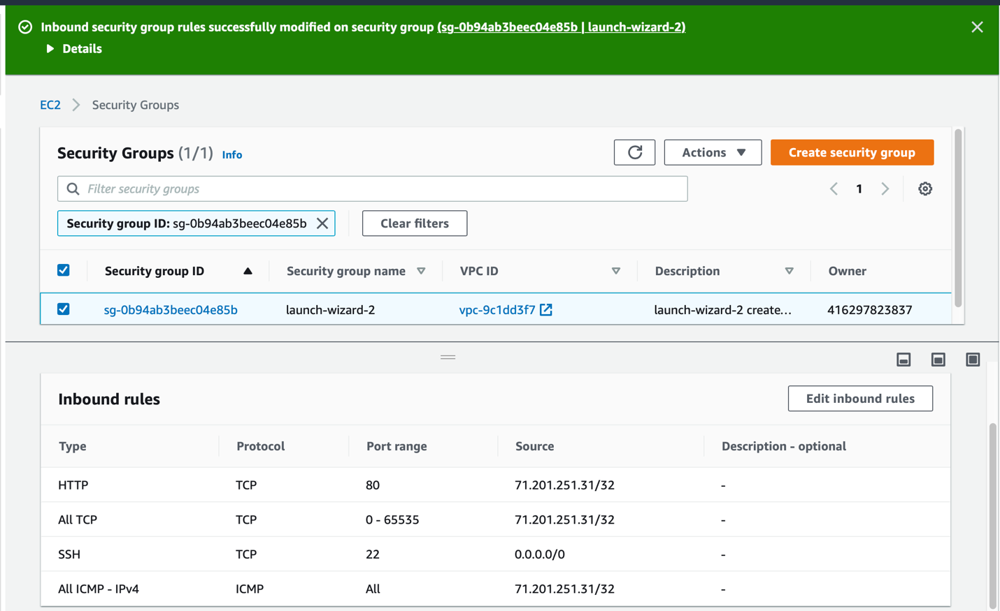 Inbound security group rules successfully modified on security group (sg-0b94ab3beec04e85b | launch-wizard-2)
Details
EC2 Security Groups
Security Groups (1/1) Info
Actions
Create security group
Filter security groups
1
Security group ID: sg-0b94ab3beec04e85b
Clear filters
Security group ID Security group name VPC ID Description Owner
sg-0b94ab3beec04e85b launch-wizard-2 vpc-9c1dd3f7 launch-wizard-2 create... 416297823837
Inbound rules
Edit inbound rules
Type Protocol Port range Source Description - optional
HTTP TCP 80 71.201.251.31/32 -
All TCP TCP 0 - 65535 71.201.251.31/32 -
SSH TCP 22 0.0.0.0/0 -
All ICMP - IPv4 ICMP All 71.201.251.31/32 -